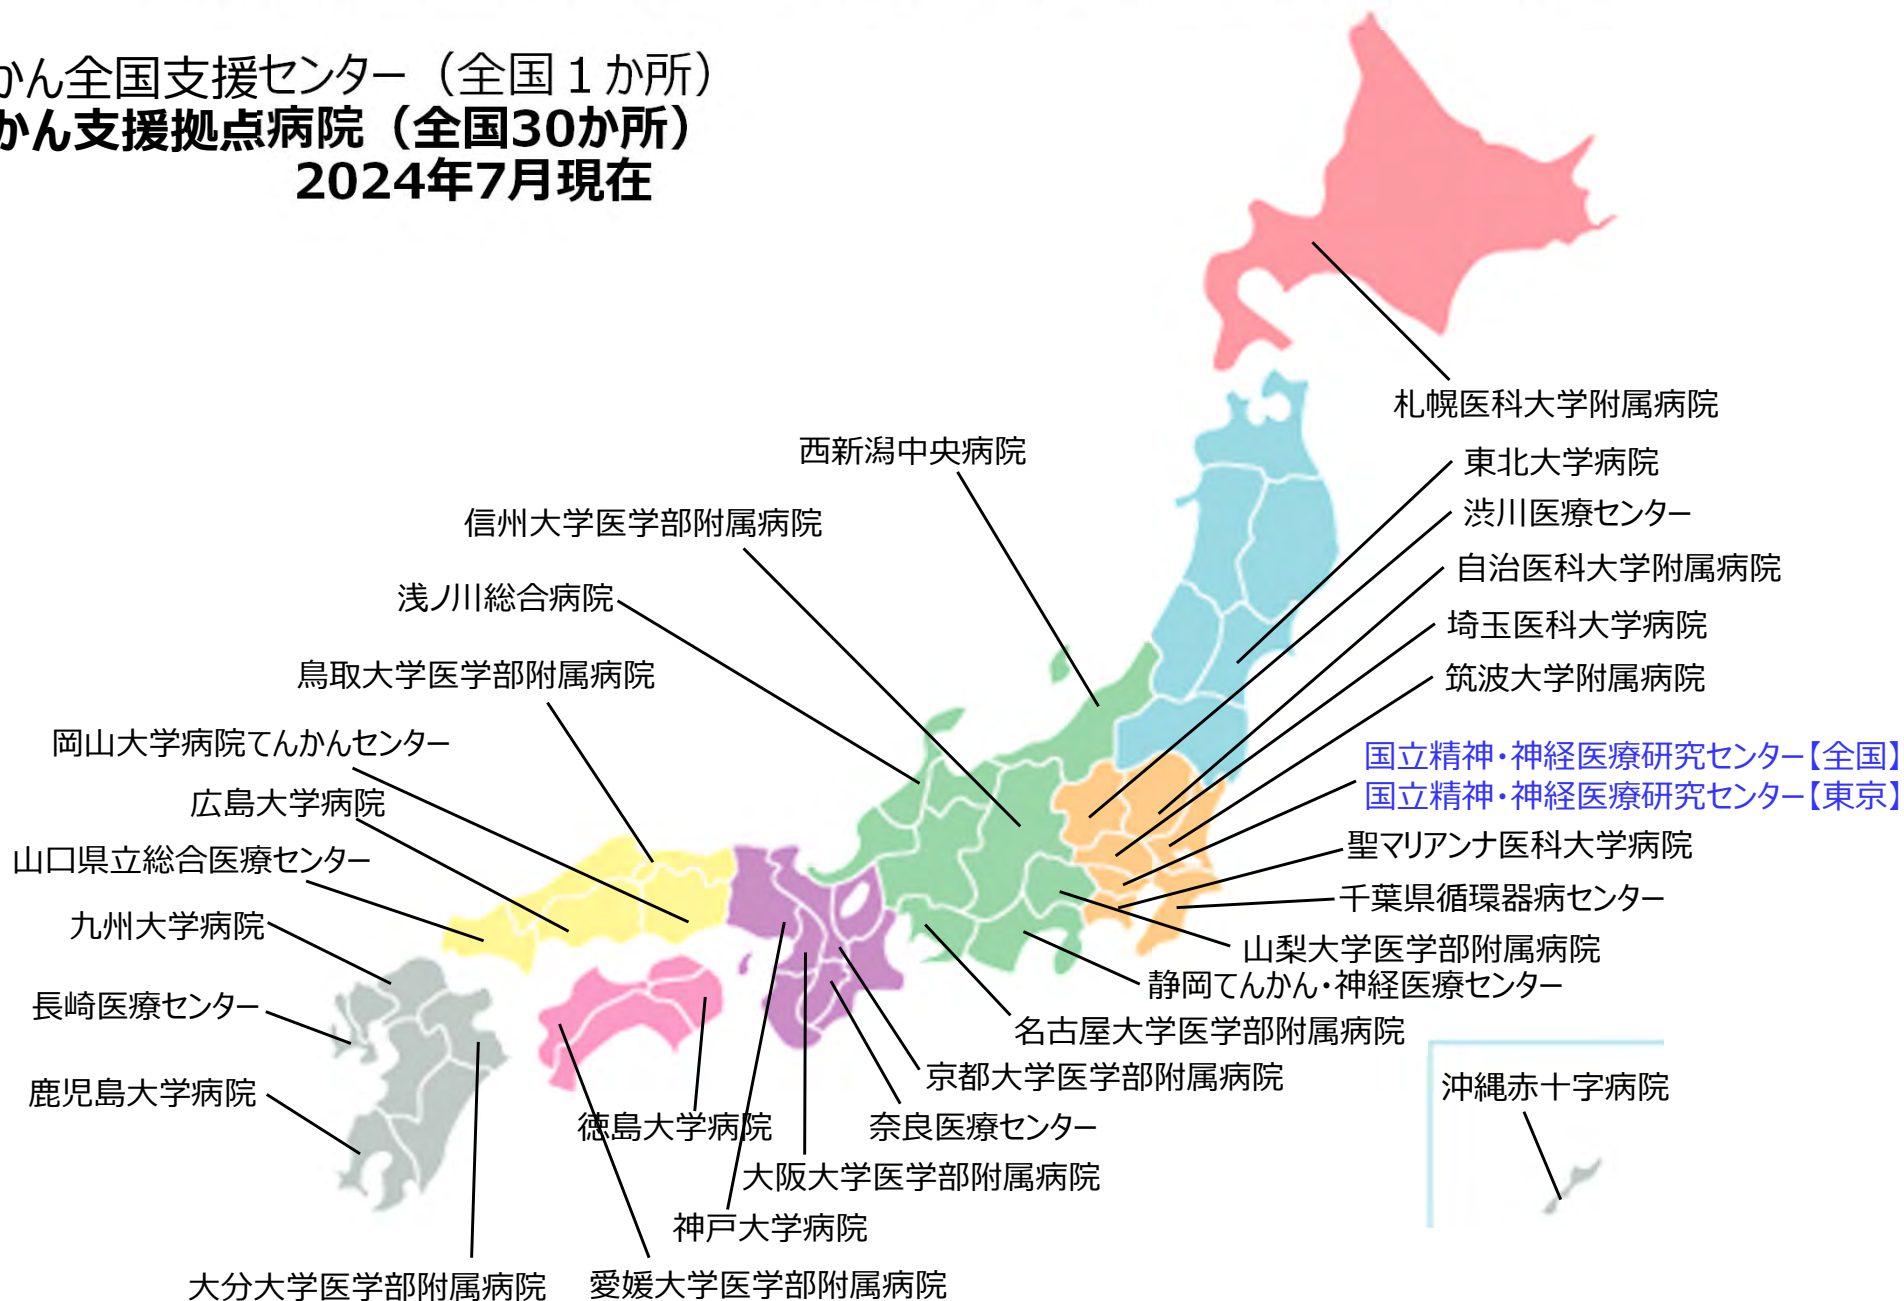 かん全国支援センター（全国１か所）
かん支援拠点病院（全国30か所）
2024年7月現在
札幌医科大学附属病院
西新潟中央病院
東北大学病院
信州大学医学部附属病院
渋川医療センター
自治医科大学附属病院
浅ノ川総合病院
埼玉医科大学病院
鳥取大学医学部附属病院
筑波大学附属病院
岡山大学病院てんかんセンター
国立精神・神経医療研究センター【全国】
国立精神・神経医療研究センター【東京】
広島大学病院
聖マリアンナ医科大学病院
山口県立総合医療センター
千葉県循環器病センター
九州大学病院
山梨大学医学部附属病院
静岡てんかん・神経医療センター
長崎医療センター
名古屋大学医学部附属病院
京都大学医学部附属病院
沖縄赤十字病院
鹿児島大学病院
徳島大学病院
奈良医療センター
大阪大学医学部附属病院
神戸大学病院
大分大学医学部附属病院
愛媛大学医学部附属病院